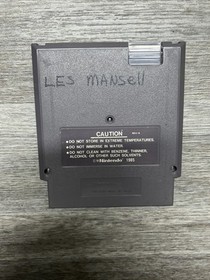 LES MANSell
CAUTION
●DO NOT STORE IN EXTREME TEMPERATURES.
●DO NOT IMMERSE IN WATER.
●DO NOT CLEAN WITH BENZENE, THINNER,
ALCOHOL OR OTHER SUCH SOLVENTS.
©Nintendo 1985